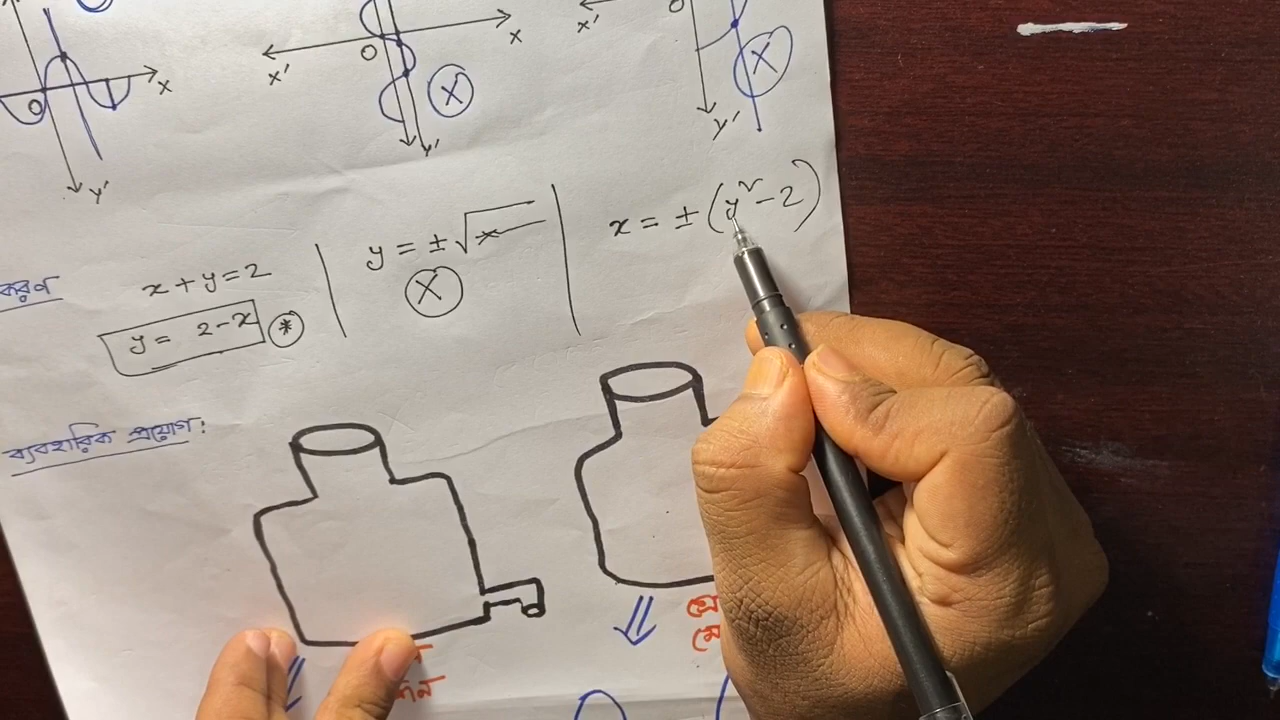 x
O
y'
x'
O
x
X
y'
x'
O
X
y'
করণ
x + y = 2
y = 2 - x
*
y = ± √x
X
x = ± (y² - 2)
ব্যবহারিক প্রয়োগ: